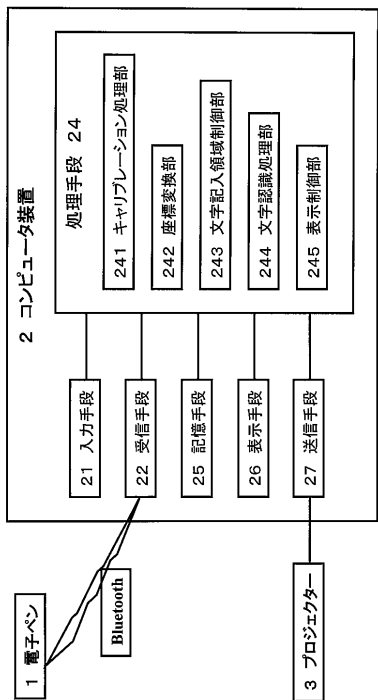 2 コンピュータ装置
処理手段 24
241 キャリブレーション処理部
242 座標変換部
243 文字記入領域制御部
244 文字認識処理部
245 表示制御部
21 入力手段
22 受信手段
25 記憶手段
26 表示手段
27 送信手段
1 電子ペン
Bluetooth
3 プロジェクター